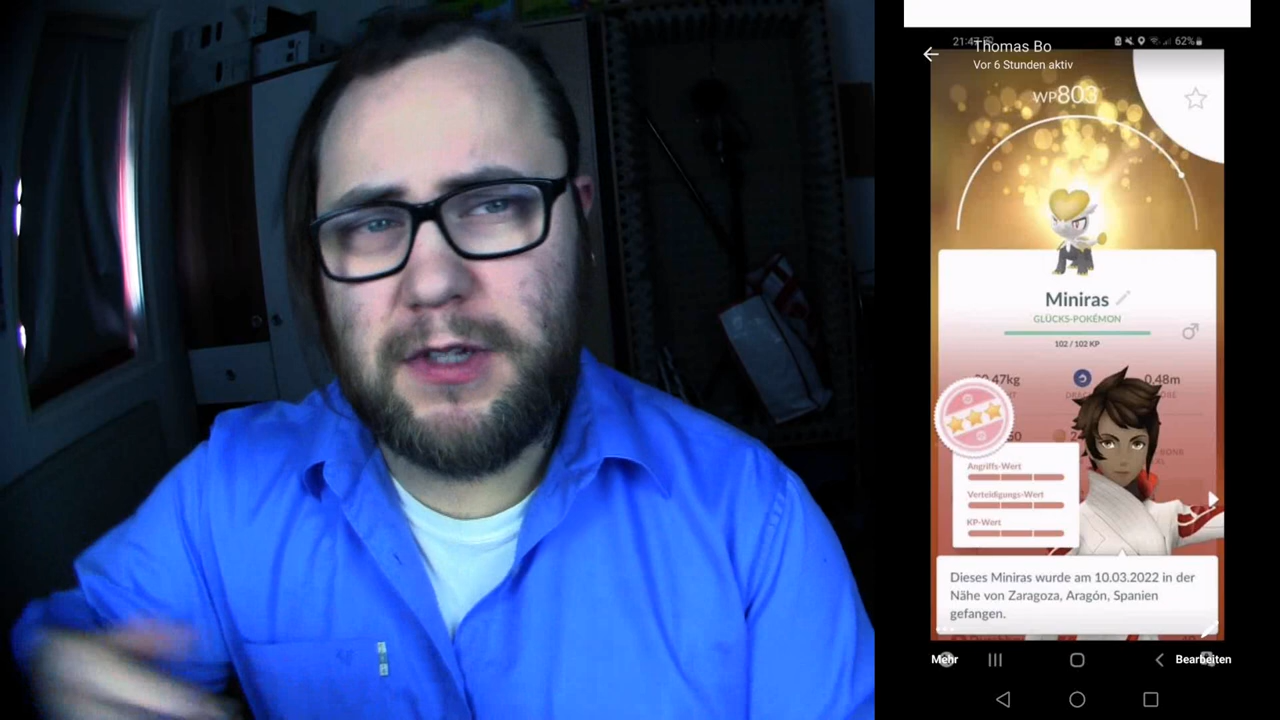 21:47
62%
Thomas Bo
Vor 6 Stunden aktiv
WP803
Miniras
GLÜCKS-POKÉMON
102 / 102 KP
0,48m
Angriffs-Wert
Verteidigungs-Wert
KP-Wert
Dieses Miniras wurde am 10.03.2022 in der
Nähe von Zaragoza, Aragón, Spanien
gefangen.
Mehr
Bearbeiten